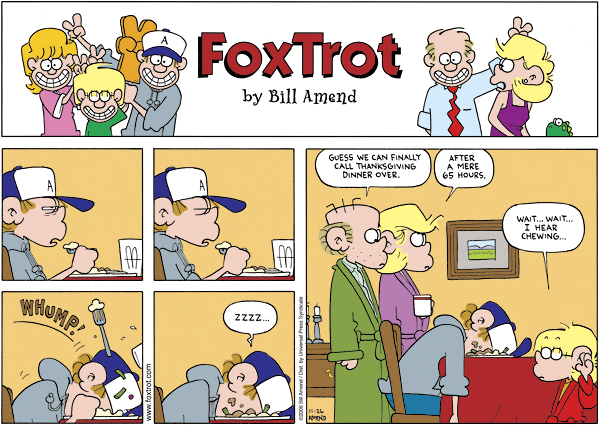 A
FOXTROT
by Bill Amend
A
A
WHUMP!
www.foxtrot.com
ZZZZ...
©2006 Bill Amend / Dist. by Universal Press Syndicate
GUESS WE CAN FINALLY
CALL THANKSGIVING
DINNER OVER.
AFTER
A MERE
65 HOURS.
WAIT... WAIT...
I HEAR
CHEWING...
11-26
AMEND